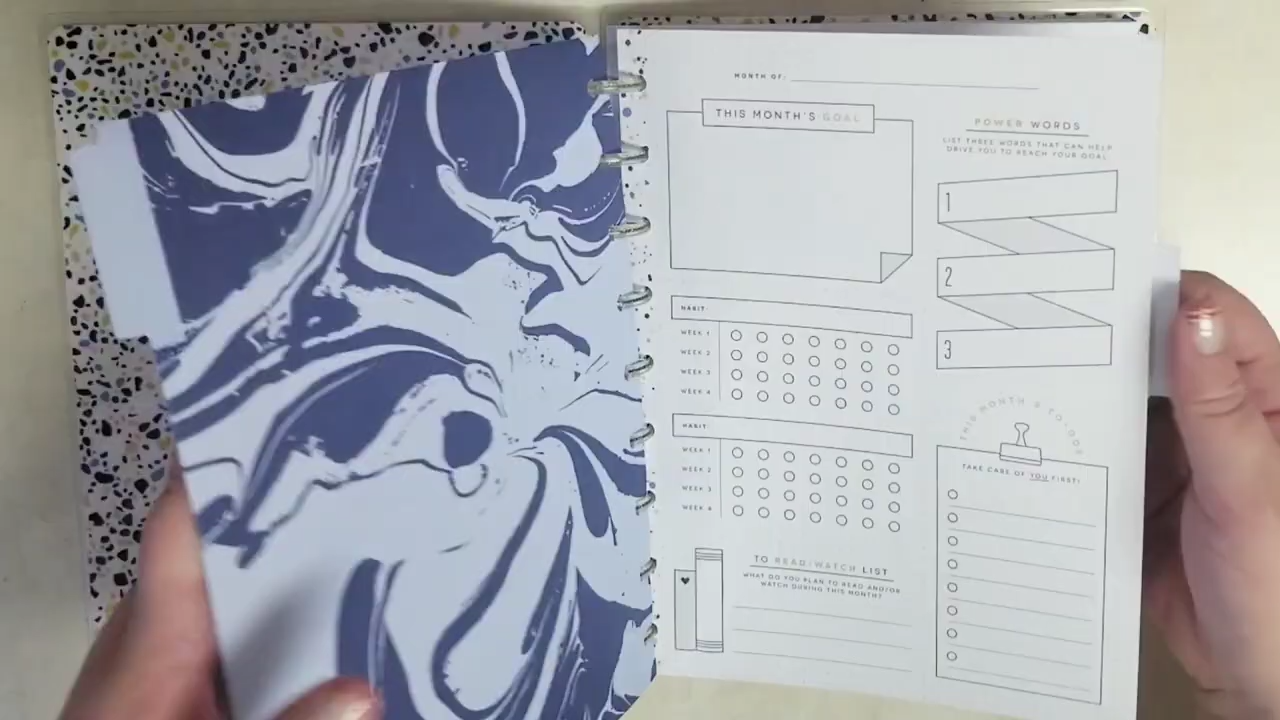 MONTH OF:
THIS MONTH'S GOAL
POWER WORDS
LIST THREE WORDS THAT CAN HELP
DRIVE YOU TO REACH YOUR GOAL
1
2
3
HABIT:
WEEK 1
WEEK 2
WEEK 3
WEEK 4
HABIT:
WEEK 1
WEEK 2
WEEK 3
WEEK 4
THIS MONTH'S TO-DOS
TAKE CARE OF YOU FIRST!
TO READ/WATCH LIST
WHAT DO YOU PLAN TO READ AND/OR
WATCH DURING THIS MONTH?